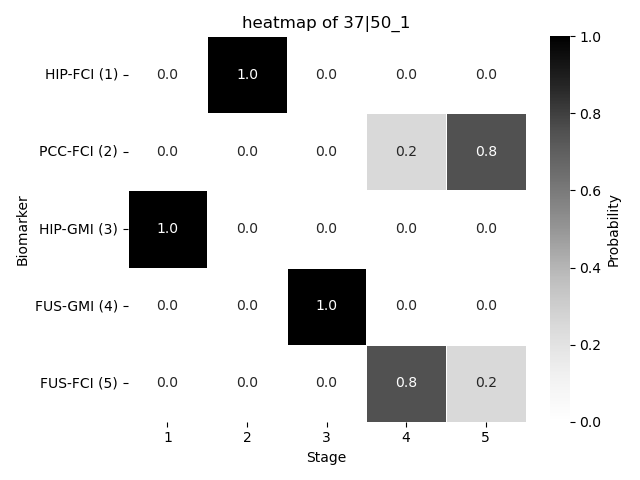 heatmap of 37|50_1
HIP-FCI (1) 0.0 1.0 0.0 0.0 0.0
PCC-FCI (2) 0.0 0.0 0.0 0.2 0.8
HIP-GMI (3) 1.0 0.0 0.0 0.0 0.0
FUS-GMI (4) 0.0 0.0 1.0 0.0 0.0
FUS-FCI (5) 0.0 0.0 0.0 0.8 0.2
1 2 3 4 5
Stage
Biomarker
1.0
0.8
0.6
0.4
0.2
0.0
Probability